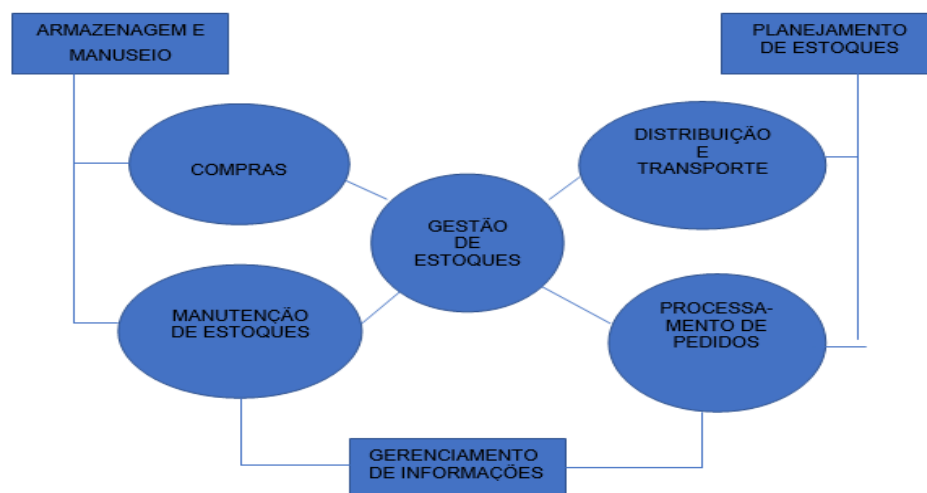 ARMAZENAGEM E
MANUSEIO
PLANEJAMENTO
DE ESTOQUES
COMPRAS
DISTRIBUIÇÃO
E
TRANSPORTE
GESTÃO
DE
ESTOQUES
MANUTENÇÃO
DE ESTOQUES
PROCESSA-
MENTO DE
PEDIDOS
GERENCIAMENTO
DE INFORMAÇÕES